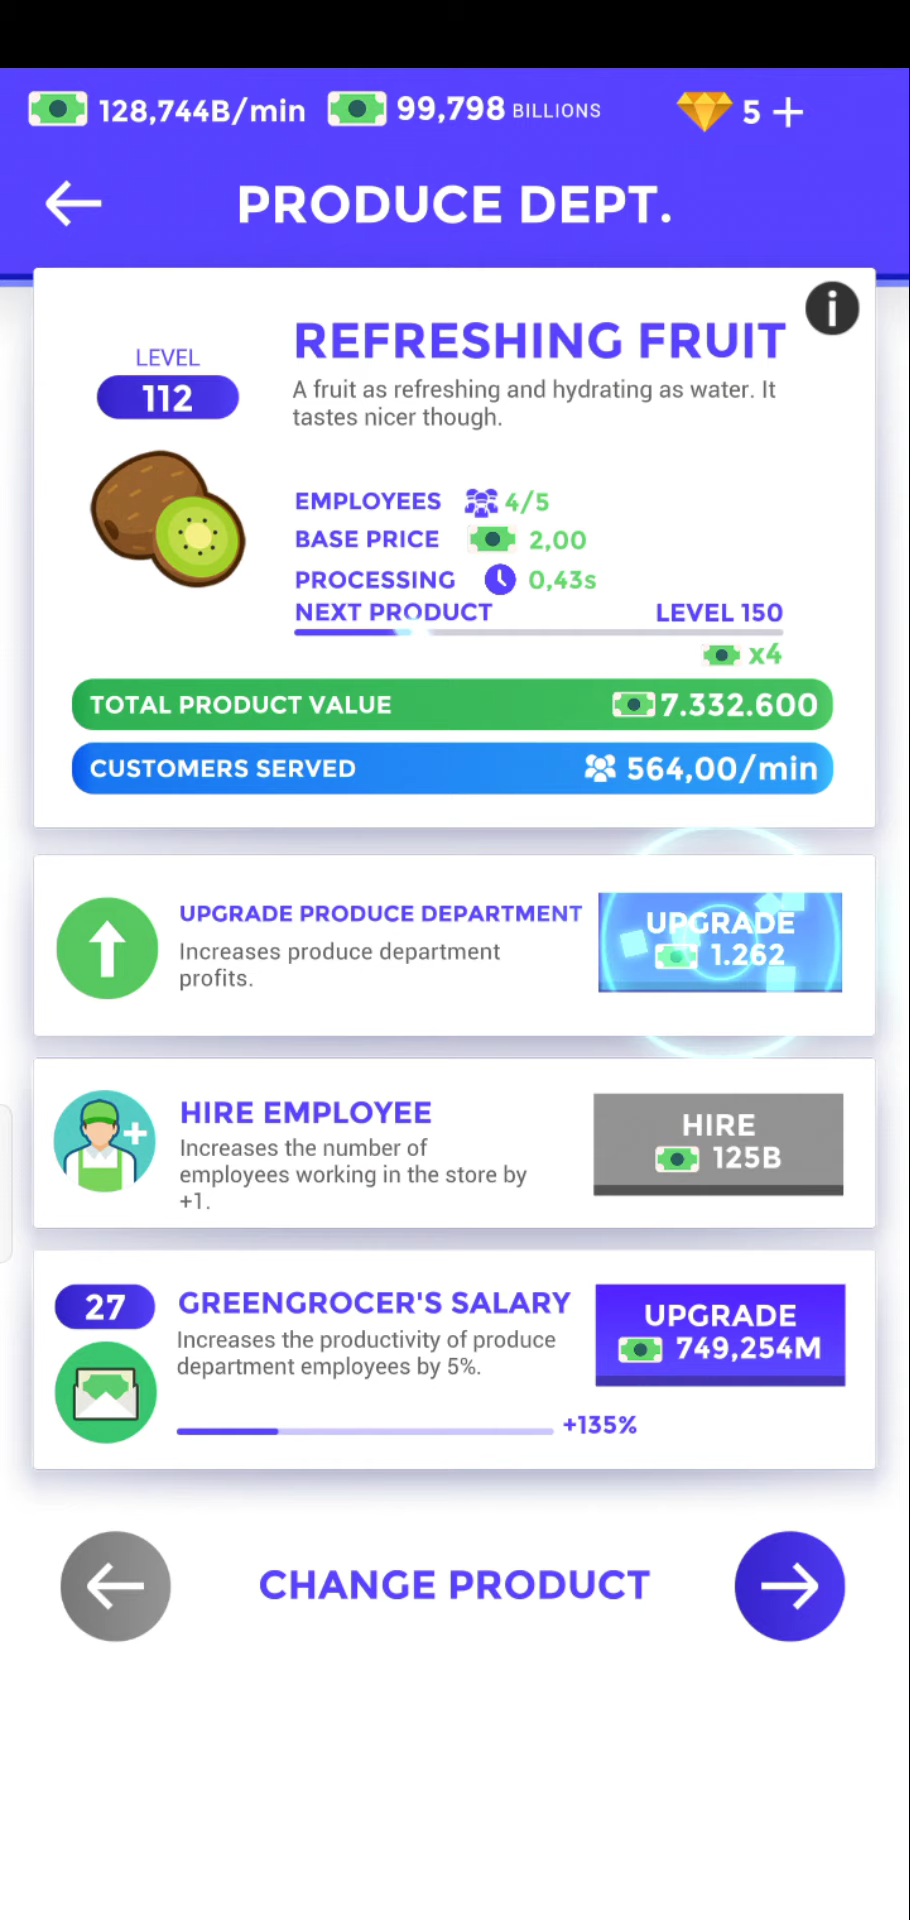 128,744B/min 99,798 BILLIONS 5 +
PRODUCE DEPT.
i
REFRESHING FRUIT
LEVEL
112
A fruit as refreshing and hydrating as water. It
tastes nicer though.
EMPLOYEES 4/5
BASE PRICE 2,00
PROCESSING 0,43s
NEXT PRODUCT LEVEL 150
x4
TOTAL PRODUCT VALUE 7.332.600
CUSTOMERS SERVED 564,00/min
UPGRADE PRODUCE DEPARTMENT
Increases produce department
profits.
UPGRADE
1.262
HIRE EMPLOYEE
Increases the number of
employees working in the store by
+1.
HIRE
125B
27
GREENGROCER'S SALARY
Increases the productivity of produce
department employees by 5%.
UPGRADE
749,254M
+135%
CHANGE PRODUCT